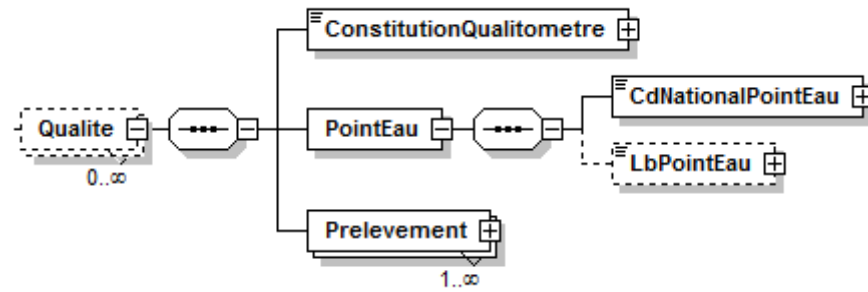 ConstitutionQualitometre
Qualite
0..∞
PointEau
CdNationalPointEau
LbPointEau
Prelevement
1..∞